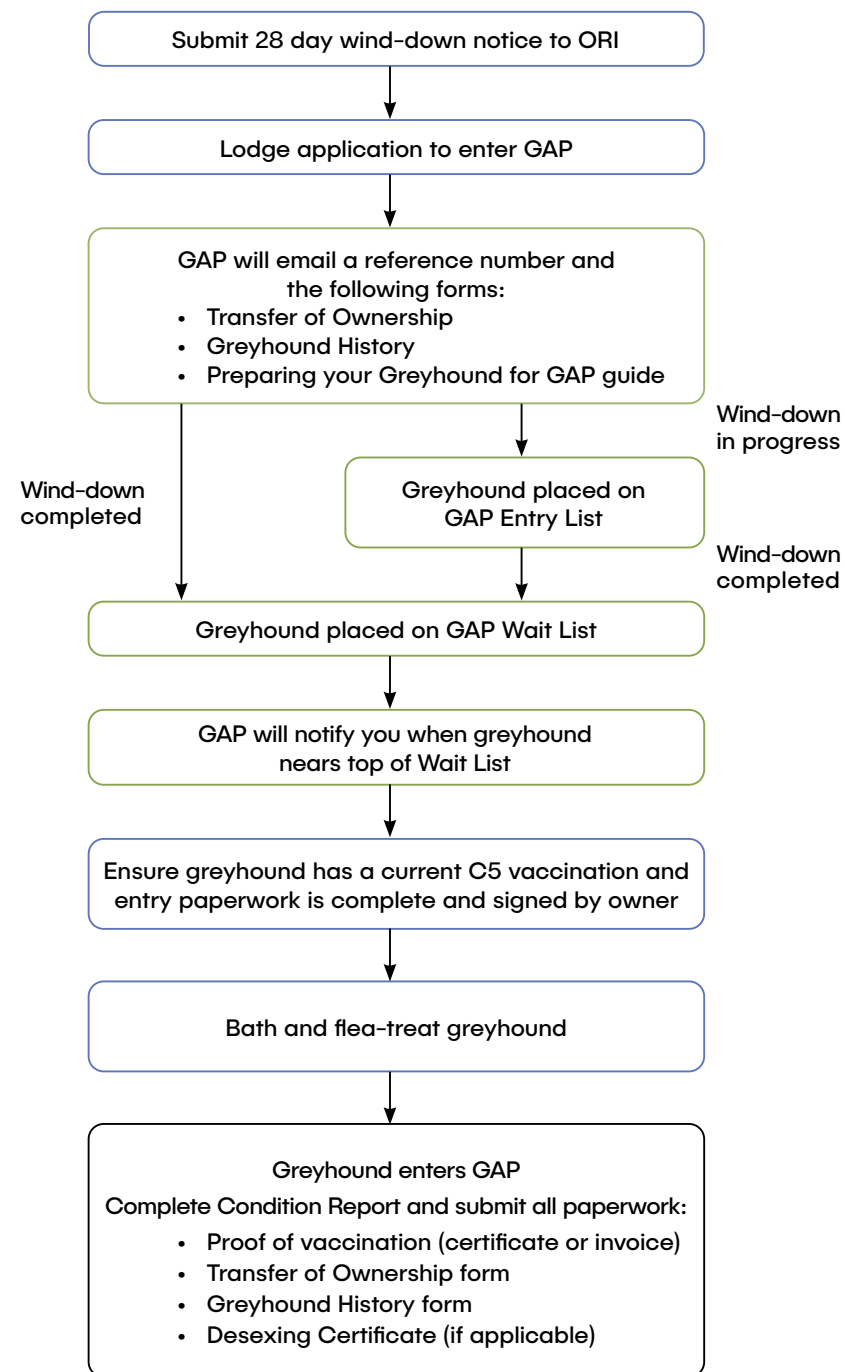 Submit 28 day wind-down notice to ORI
Lodge application to enter GAP
GAP will email a reference number and
the following forms:
• Transfer of Ownership
• Greyhound History
• Preparing your Greyhound for GAP guide
Wind-down
in progress
Wind-down
completed
Greyhound placed on
GAP Entry List
Wind-down
completed
Greyhound placed on GAP Wait List
GAP will notify you when greyhound
nears top of Wait List
Ensure greyhound has a current C5 vaccination and
entry paperwork is complete and signed by owner
Bath and flea-treat greyhound
Greyhound enters GAP
Complete Condition Report and submit all paperwork:
• Proof of vaccination (certificate or invoice)
• Transfer of Ownership form
• Greyhound History form
• Desexing Certificate (if applicable)